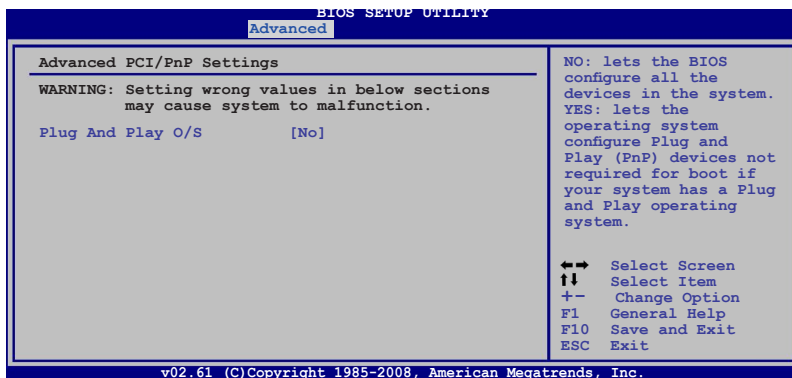 BIOS SETUP UTILITY
Advanced
Advanced PCI/PnP Settings
WARNING: Setting wrong values in below sections
may cause system to malfunction.
Plug And Play O/S [No]
NO: lets the BIOS
configure all the
devices in the system.
YES: lets the
operating system
configure Plug and
Play (PnP) devices not
required for boot if
your system has a Plug
and Play operating
system.
←→ Select Screen
↑↓ Select Item
+- Change Option
F1 General Help
F10 Save and Exit
ESC Exit
v02.61 (C)Copyright 1985-2008, American Megatrends, Inc.